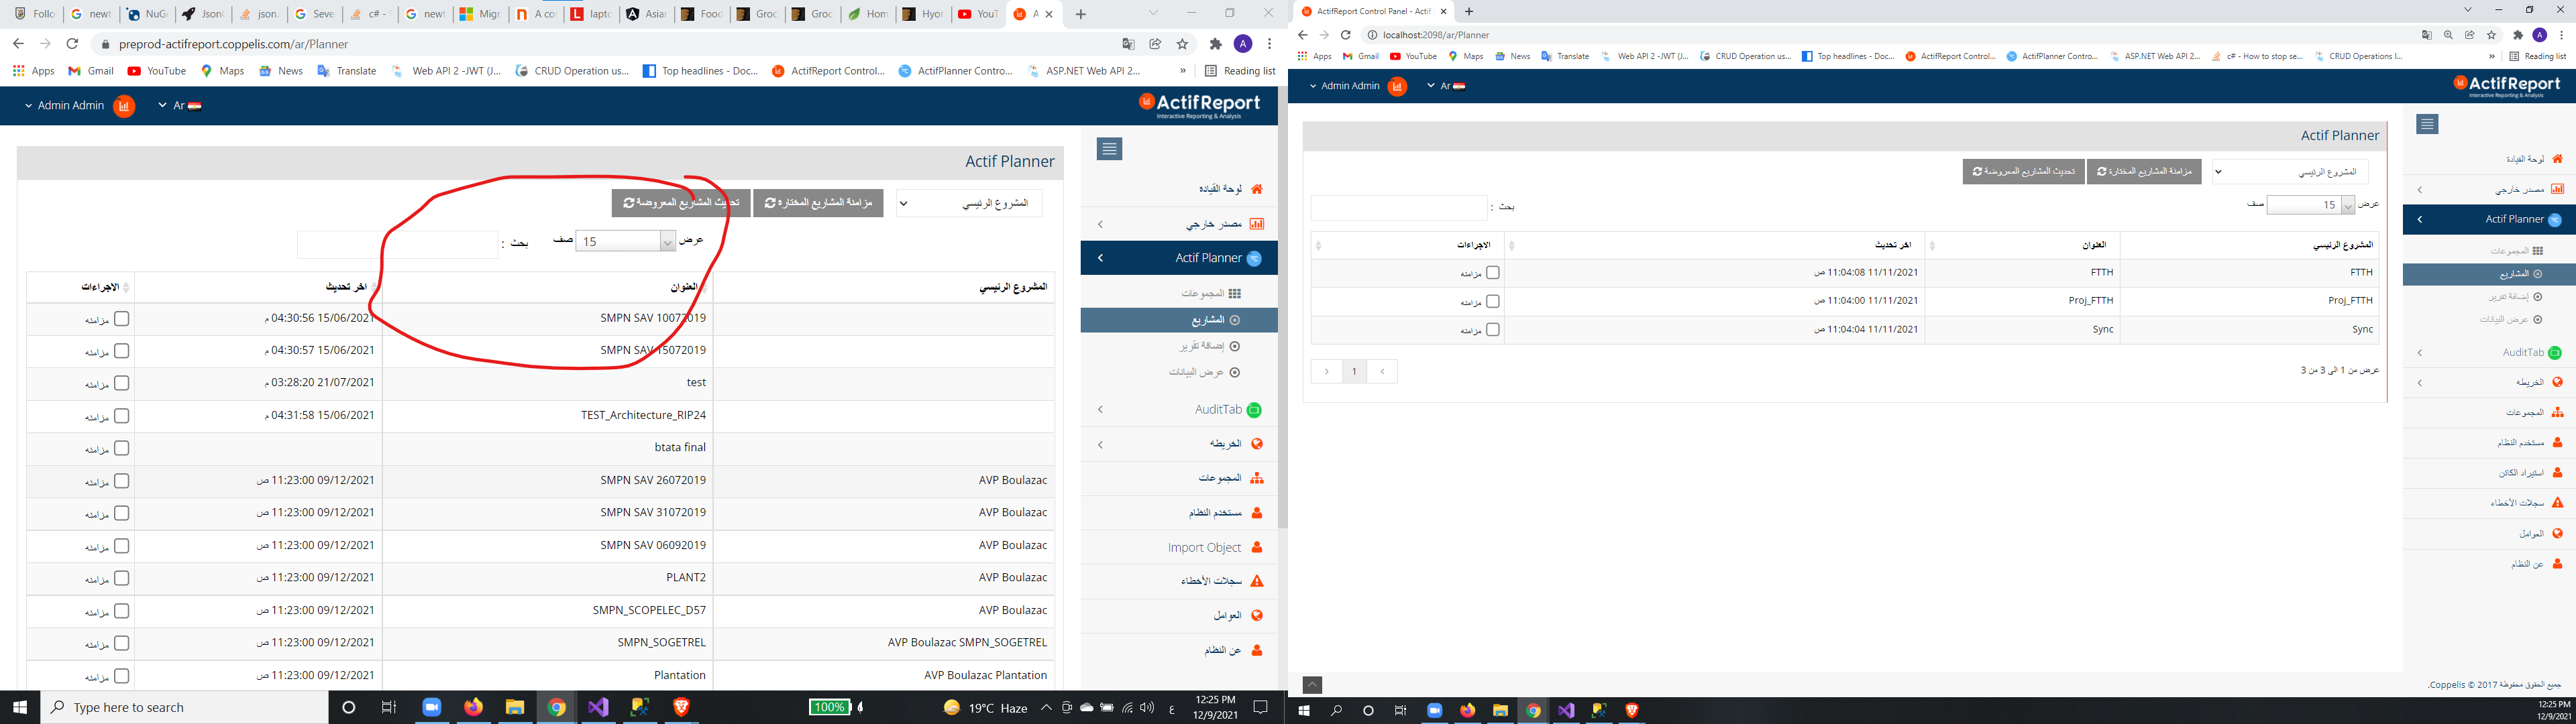 Follo
newt
NuGe
Jsonf
json.
Seve
c# -
newt
Migr
A co
lapto
Asian
Food
Groc
Groc
Hom
Hyor
YouT
A
preprod-actifreport.coppelis.com/ar/Planner
Apps
Gmail
YouTube
Maps
News
Translate
Web API 2 -JWT (J...
CRUD Operation us...
Top headlines - Doc...
ActifReport Control...
ActifPlanner Contro...
ASP.NET Web API 2...
»
Reading list
Admin Admin
Ar
ActifReport
Interactive Reporting & Analysis
Actif Planner
المشروع الرئيسي
مزامنة المشاريع المختارة
تحديث المشاريع المعروضة
عرض 15 صف
بحث :
المشروع الرئيسي العنوان اخر تحديث الاجراءات
SMPN SAV 10072019 15/06/2021 04:30:56 م مزامنه
SMPN SAV 15072019 15/06/2021 04:30:57 م مزامنه
test 21/07/2021 03:28:20 م مزامنه
TEST_Architecture_RIP24 15/06/2021 04:31:58 م مزامنه
btata final مزامنه
AVP Boulazac SMPN SAV 26072019 09/12/2021 11:23:00 ص مزامنه
AVP Boulazac SMPN SAV 31072019 09/12/2021 11:23:00 ص مزامنه
AVP Boulazac SMPN SAV 06092019 09/12/2021 11:23:00 ص مزامنه
AVP Boulazac PLANT2 09/12/2021 11:23:00 ص مزامنه
AVP Boulazac SMPN_SCOPELEC_D57 09/12/2021 11:23:00 ص مزامنه
AVP Boulazac SMPN_SOGETREL SMPN_SOGETREL 09/12/2021 11:23:00 ص مزامنه
AVP Boulazac Plantation Plantation 09/12/2021 11:23:00 ص مزامنه
لوحة القياده
مصدر خارجي
Actif Planner
المجموعات
المشاريع
إضافة تقرير
عرض البيانات
AuditTab
الخريطه
المجموعات
مستخدم النظام
Import Object
سجلات الأخطاء
العوامل
عن النظام
Type here to search
100%
19°C Haze
ع
12:25 PM
12/9/2021
ActifReport Control Panel - Actif
localhost:2098/ar/Planner
Apps
Gmail
YouTube
Maps
News
Translate
Web API 2 -JWT (J...
CRUD Operation us...
Top headlines - Doc...
ActifReport Control...
ActifPlanner Contro...
ASP.NET Web API 2...
c# - How to stop se...
CRUD Operations I...
»
Reading list
Admin Admin
Ar
ActifReport
Interactive Reporting & Analysis
Actif Planner
المشروع الرئيسي
مزامنة المشاريع المختارة
تحديث المشاريع المعروضة
عرض 15 صف
بحث :
المشروع الرئيسي العنوان اخر تحديث الاجراءات
FTTH FTTH 11/11/2021 11:04:08 ص مزامنه
Proj_FTTH Proj_FTTH 11/11/2021 11:04:00 ص مزامنه
Sync Sync 11/11/2021 11:04:04 ص مزامنه
عرض من 1 الى 3 من 3
1
لوحة القيادة
مصدر خارجي
Actif Planner
المجموعات
المشاريع
إضافة تقرير
عرض البيانات
AuditTab
الخريطه
المجموعات
مستخدم النظام
استيراد الكائن
سجلات الأخطاء
العوامل
عن النظام
جميع الحقوق محفوظة Coppelis © 2017.
12:25 PM
12/9/2021